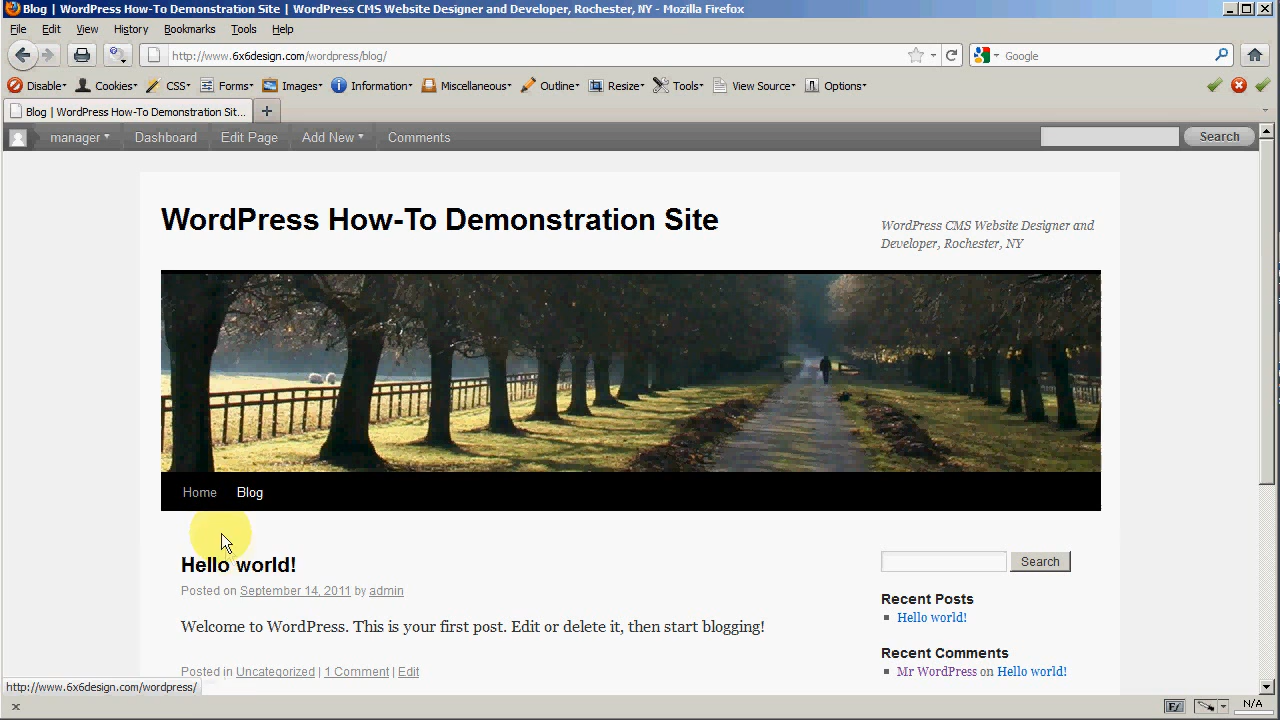 Blog | WordPress How-To Demonstration Site | WordPress CMS Website Designer and Developer, Rochester, NY - Mozilla Firefox
File Edit View History Bookmarks Tools Help
http://www.6x6design.com/wordpress/blog/ Google
Disable Cookies CSS Forms Images Information Miscellaneous Outline Resize Tools View Source Options
Blog | WordPress How-To Demonstration Sit...
manager Dashboard Edit Page Add New Comments Search
WordPress How-To Demonstration Site
WordPress CMS Website Designer and
Developer, Rochester, NY
Home Blog
Hello world!
Posted on September 14, 2011 by admin
Welcome to WordPress. This is your first post. Edit or delete it, then start blogging!
Posted in Uncategorized | 1 Comment | Edit
Search
Recent Posts
Hello world!
Recent Comments
Mr WordPress on Hello world!
http://www.6x6design.com/wordpress/
N/A